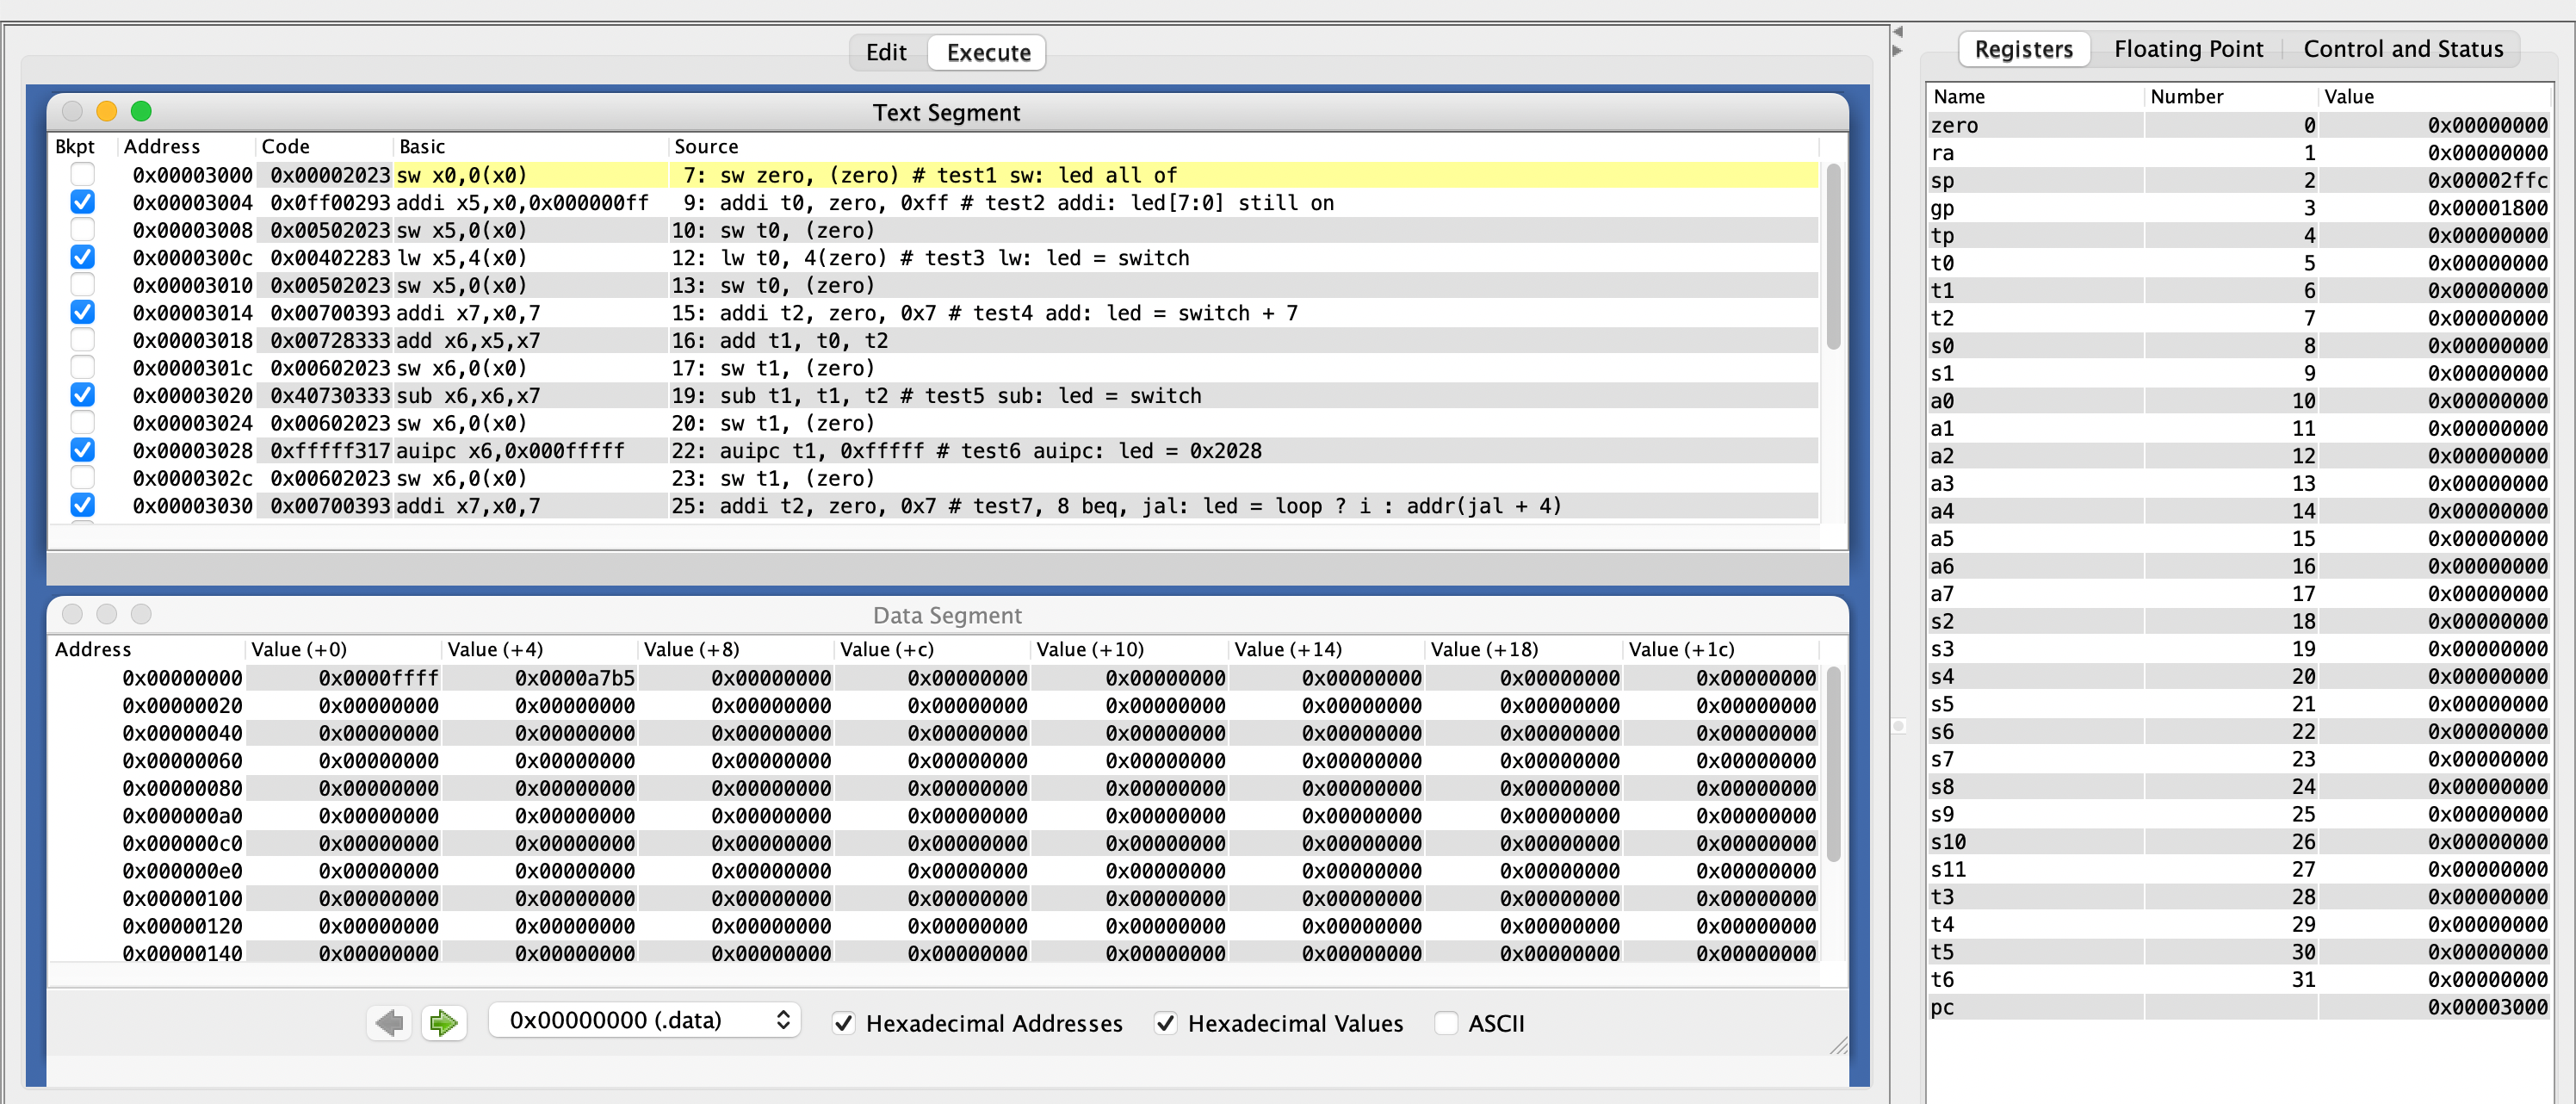 Edit Execute
Text Segment
Bkpt Address Code Basic Source
0x00003000 0x00002023 sw x0,0(x0) 7: sw zero, (zero) # test1 sw: led all of
0x00003004 0x0ff00293 addi x5,x0,0x000000ff 9: addi t0, zero, 0xff # test2 addi: led[7:0] still on
0x00003008 0x00502023 sw x5,0(x0) 10: sw t0, (zero)
0x0000300c 0x00402283 lw x5,4(x0) 12: lw t0, 4(zero) # test3 lw: led = switch
0x00003010 0x00502023 sw x5,0(x0) 13: sw t0, (zero)
0x00003014 0x00700393 addi x7,x0,7 15: addi t2, zero, 0x7 # test4 add: led = switch + 7
0x00003018 0x00728333 add x6,x5,x7 16: add t1, t0, t2
0x0000301c 0x00602023 sw x6,0(x0) 17: sw t1, (zero)
0x00003020 0x40730333 sub x6,x6,x7 19: sub t1, t1, t2 # test5 sub: led = switch
0x00003024 0x00602023 sw x6,0(x0) 20: sw t1, (zero)
0x00003028 0xfffff317 auipc x6,0x000fffff 22: auipc t1, 0xfffff # test6 auipc: led = 0x2028
0x0000302c 0x00602023 sw x6,0(x0) 23: sw t1, (zero)
0x00003030 0x00700393 addi x7,x0,7 25: addi t2, zero, 0x7 # test7, 8 beq, jal: led = loop ? i : addr(jal + 4)
Data Segment
Address Value (+0) Value (+4) Value (+8) Value (+c) Value (+10) Value (+14) Value (+18) Value (+1c)
0x00000000 0x0000ffff 0x0000a7b5 0x00000000 0x00000000 0x00000000 0x00000000 0x00000000 0x00000000
0x00000020 0x00000000 0x00000000 0x00000000 0x00000000 0x00000000 0x00000000 0x00000000 0x00000000
0x00000040 0x00000000 0x00000000 0x00000000 0x00000000 0x00000000 0x00000000 0x00000000 0x00000000
0x00000060 0x00000000 0x00000000 0x00000000 0x00000000 0x00000000 0x00000000 0x00000000 0x00000000
0x00000080 0x00000000 0x00000000 0x00000000 0x00000000 0x00000000 0x00000000 0x00000000 0x00000000
0x000000a0 0x00000000 0x00000000 0x00000000 0x00000000 0x00000000 0x00000000 0x00000000 0x00000000
0x000000c0 0x00000000 0x00000000 0x00000000 0x00000000 0x00000000 0x00000000 0x00000000 0x00000000
0x000000e0 0x00000000 0x00000000 0x00000000 0x00000000 0x00000000 0x00000000 0x00000000 0x00000000
0x00000100 0x00000000 0x00000000 0x00000000 0x00000000 0x00000000 0x00000000 0x00000000 0x00000000
0x00000120 0x00000000 0x00000000 0x00000000 0x00000000 0x00000000 0x00000000 0x00000000 0x00000000
0x00000140 0x00000000 0x00000000 0x00000000 0x00000000 0x00000000 0x00000000 0x00000000 0x00000000
0x00000000 (.data) Hexadecimal Addresses Hexadecimal Values ASCII
Registers Floating Point Control and Status
Name Number Value
zero 0 0x00000000
ra 1 0x00000000
sp 2 0x00002ffc
gp 3 0x00001800
tp 4 0x00000000
t0 5 0x00000000
t1 6 0x00000000
t2 7 0x00000000
s0 8 0x00000000
s1 9 0x00000000
a0 10 0x00000000
a1 11 0x00000000
a2 12 0x00000000
a3 13 0x00000000
a4 14 0x00000000
a5 15 0x00000000
a6 16 0x00000000
a7 17 0x00000000
s2 18 0x00000000
s3 19 0x00000000
s4 20 0x00000000
s5 21 0x00000000
s6 22 0x00000000
s7 23 0x00000000
s8 24 0x00000000
s9 25 0x00000000
s10 26 0x00000000
s11 27 0x00000000
t3 28 0x00000000
t4 29 0x00000000
t5 30 0x00000000
t6 31 0x00000000
pc 0x00003000